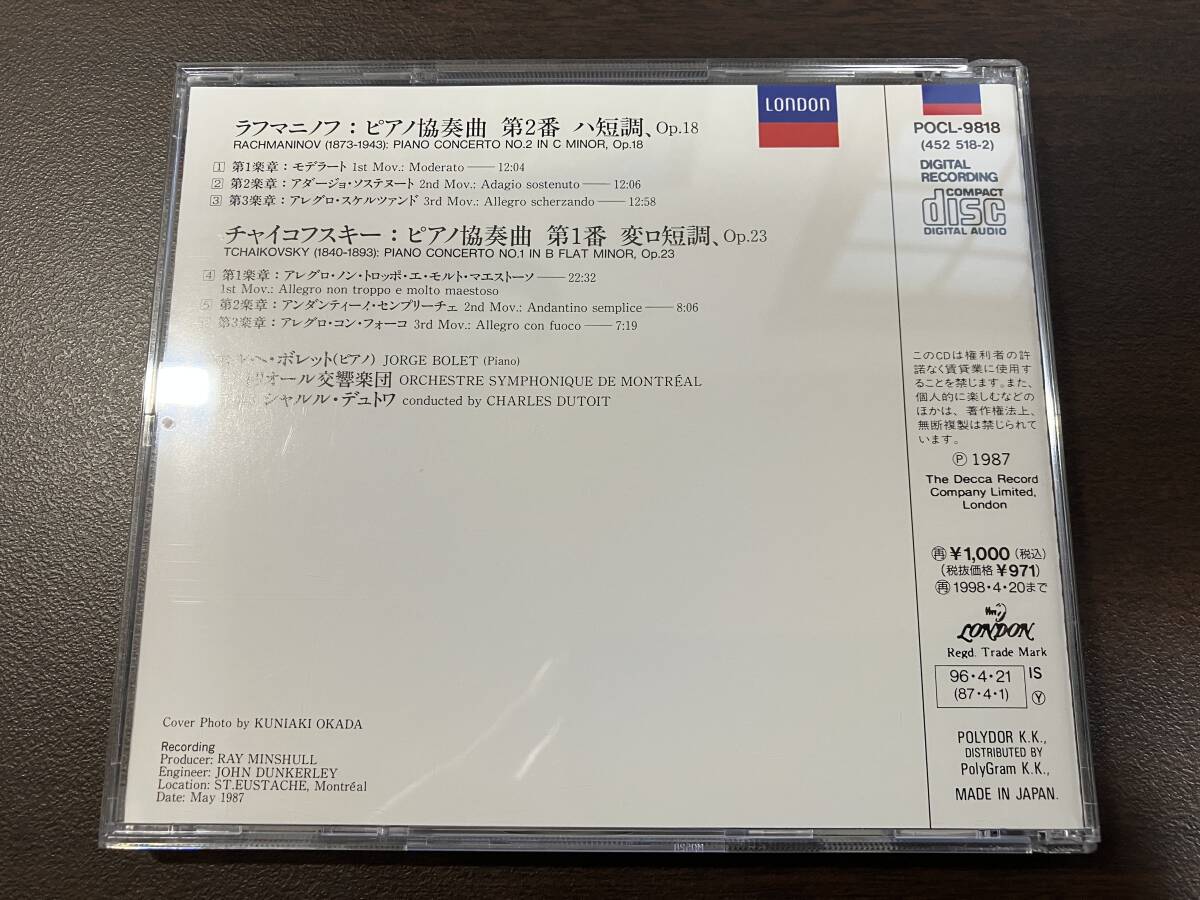 ラフマニノフ：ピアノ協奏曲 第2番 ハ短調、Op.18
RACHMANINOV (1873-1943): PIANO CONCERTO NO.2 IN C MINOR, Op.18
1 第1楽章：モデラート 1st Mov.: Moderato —— 12:04
2 第2楽章：アダージョ・ソステヌート 2nd Mov.: Adagio sostenuto —— 12:06
3 第3楽章：アレグロ・スケルツァンド 3rd Mov.: Allegro scherzando —— 12:58
チャイコフスキー：ピアノ協奏曲 第1番 変ロ短調、Op.23
TCHAIKOVSKY (1840-1893): PIANO CONCERTO NO.1 IN B FLAT MINOR, Op.23
4 第1楽章：アレグロ・ノン・トロッポ・エ・モルト・マエストーソ —— 22:32
1st Mov.: Allegro non troppo e molto maestoso
5 第2楽章：アンダンティーノ・センプリーチェ 2nd Mov.: Andantino semplice —— 8:06
第3楽章：アレグロ・コン・フォーコ 3rd Mov.: Allegro con fuoco —— 7:19
ボレット(ピアノ) JORGE BOLET (Piano)
オール交響楽団 ORCHESTRE SYMPHONIQUE DE MONTRÉAL
シャルル・デュトワ conducted by CHARLES DUTOIT
Cover Photo by KUNIAKI OKADA
Recording
Producer: RAY MINSHULL
Engineer: JOHN DUNKERLEY
Location: ST.EUSTACHE, Montréal
Date: May 1987
LONDON
POCL-9818
(452 518-2)
DIGITAL
RECORDING
COMPACT
disc
DIGITAL AUDIO
このCDは権利者の許
諾なく賃貸業に使用す
ることを禁じます。また、
個人的に楽しむなどの
ほかは、著作権法上、
無断複製は禁じられて
います。
Ⓟ 1987
The Decca Record
Company Limited,
London
再 ¥1,000 (税込)
(税抜価格 ¥971)
再 1998・4・20まで
LONDON
Regd. Trade Mark
96・4・21 IS
(87・4・1) Ⓨ
POLYDOR K.K.,
DISTRIBUTED BY
PolyGram K.K.,
MADE IN JAPAN.